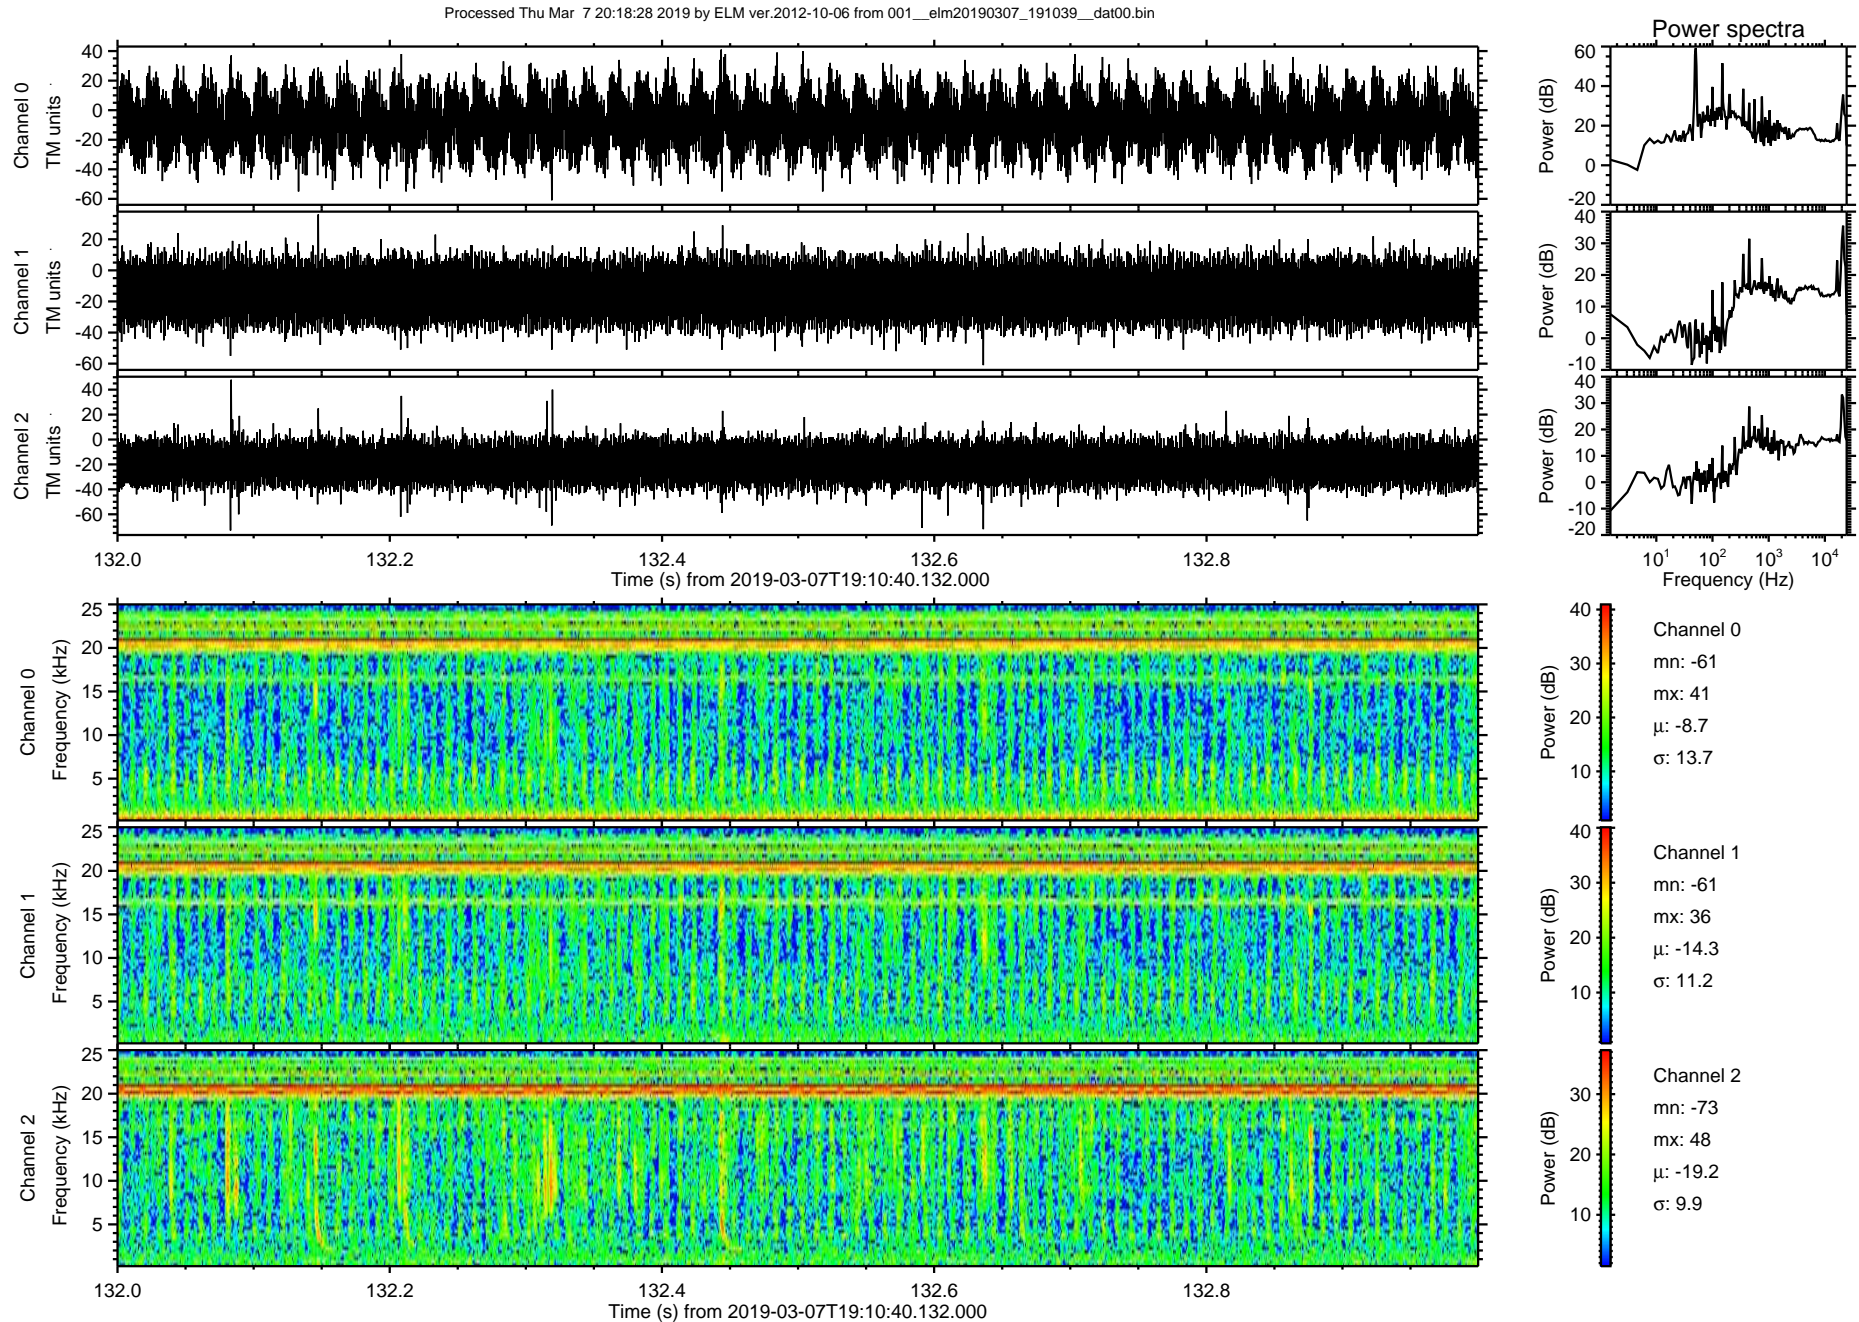 Processed Thu Mar  7 20:18:28 2019 by ELM ver.2012-10-06 from 001__elm20190307_191039__dat00.bin
Power spectra
Channel 0
TM units
40
20
0
-20
-40
-60
Power (dB)
60
40
20
0
-20
Channel 1
TM units
20
0
-20
-40
-60
Power (dB)
40
30
20
10
0
-10
Channel 2
TM units
40
20
0
-20
-40
-60
Power (dB)
40
30
20
10
0
-10
-20
132.0
132.2
132.4
132.6
132.8
Time (s) from 2019-03-07T19:10:40.132.000
10¹
10²
10³
10⁴
Frequency (Hz)
Channel 0
Frequency (kHz)
25
20
15
10
5
Power (dB)
40
30
20
10
Channel 0
mn: -61
mx: 41
μ: -8.7
σ: 13.7
Channel 1
Frequency (kHz)
25
20
15
10
5
Power (dB)
40
30
20
10
Channel 1
mn: -61
mx: 36
μ: -14.3
σ: 11.2
Channel 2
Frequency (kHz)
25
20
15
10
5
Power (dB)
30
20
10
Channel 2
mn: -73
mx: 48
μ: -19.2
σ: 9.9
132.0
132.2
132.4
132.6
132.8
Time (s) from 2019-03-07T19:10:40.132.000